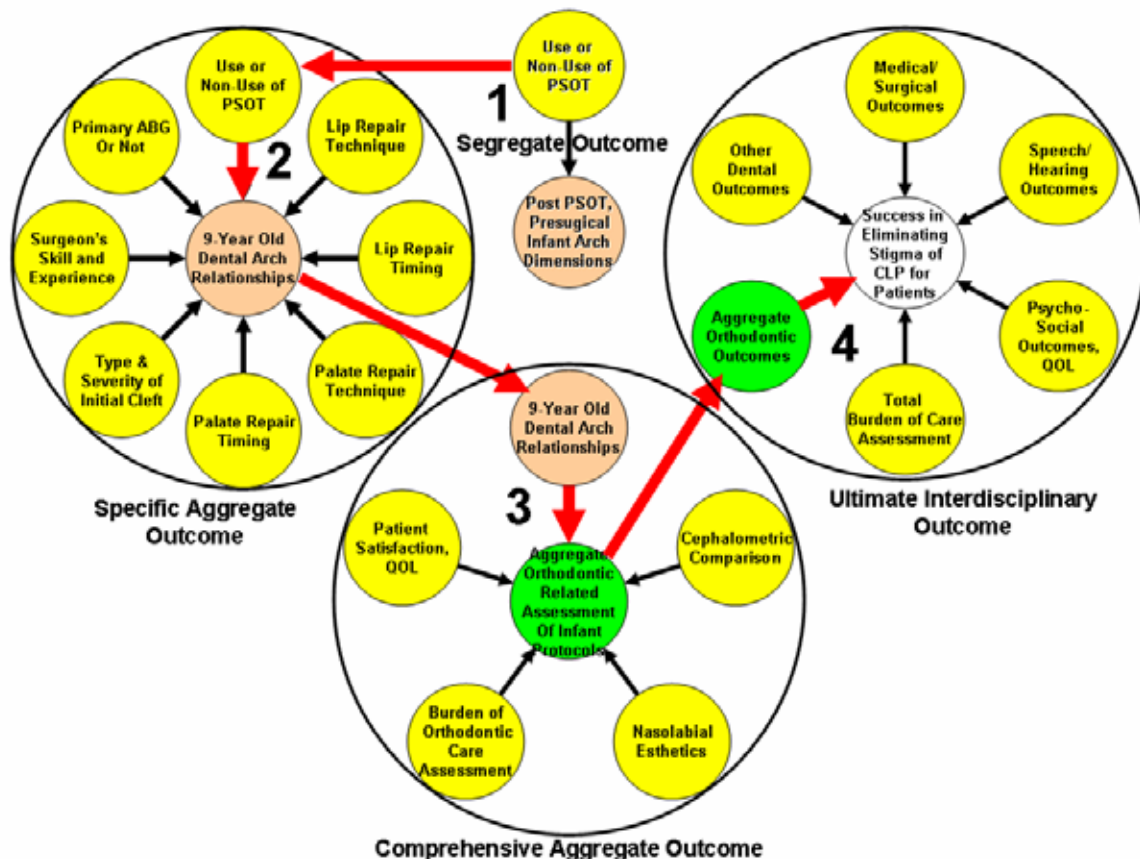 Use or
Non-Use of
PSOT
Primary ABG
Or Not
Lip Repair
Technique
2
Surgeon's
Skill and
Experience
9-Year Old
Dental Arch
Relationships
Lip Repair
Timing
Type &
Severity of
Initial Cleft
Palate Repair
Technique
Palate Repair
Timing
Specific Aggregate
Outcome
Use or
Non-Use of
PSOT
1
Segregate Outcome
Post PSOT,
Presugical
Infant Arch
Dimensions
Medical/
Surgical
Outcomes
Other
Dental
Outcomes
Speech/
Hearing
Outcomes
Success in
Eliminating
Stigma of
CLP for
Patients
Aggregate
Orthodontic
Outcomes
4
Psycho-
Social
Outcomes,
QOL
Total
Burden of Care
Assessment
Ultimate Interdisciplinary
Outcome
9-Year Old
Dental Arch
Relationships
3
Patient
Satisfaction,
QOL
Cephalometric
Comparison
Aggregate
Orthodontic
Related
Assessment
Of Infant
Protocols
Burden of
Orthodontic
Care
Assessment
Nasolabial
Esthetics
Comprehensive Aggregate Outcome